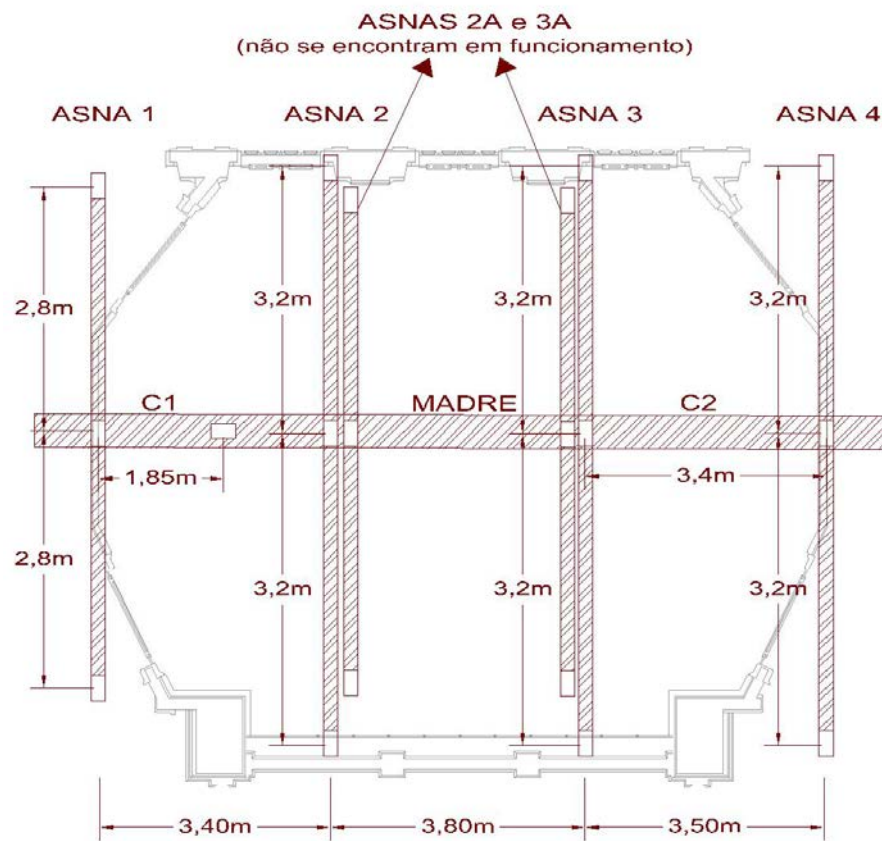 ASNAS 2A e 3A
(não se encontram em funcionamento)
ASNA 1
ASNA 2
ASNA 3
ASNA 4
2,8m
3,2m
3,2m
3,2m
C1
MADRE
C2
1,85m
3,4m
2,8m
3,2m
3,2m
3,2m
3,40m
3,80m
3,50m